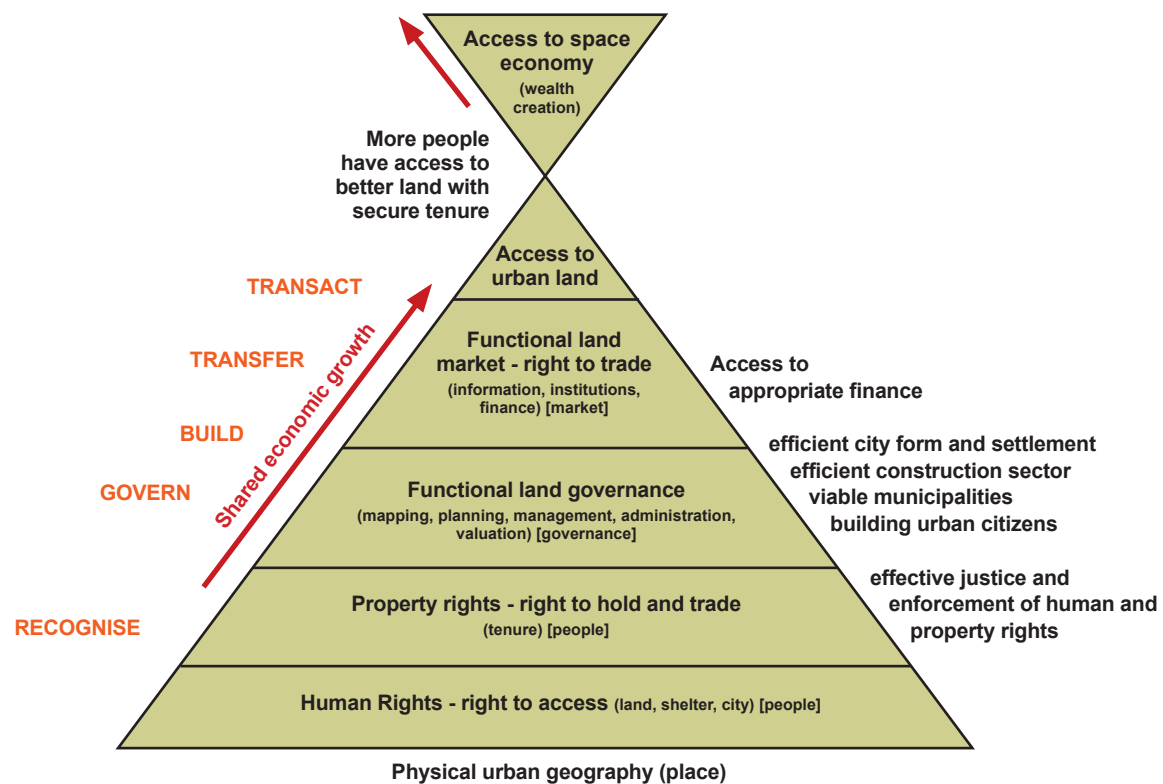 Access to space
economy
(wealth
creation)
More people
have access to
better land with
secure tenure
Access to
urban land
TRANSACT
Shared economic growth
Functional land
market - right to trade
(information, institutions,
finance) [market]
TRANSFER
Access to
appropriate finance
BUILD
GOVERN
Functional land governance
(mapping, planning, management, administration,
valuation) [governance]
efficient city form and settlement
efficient construction sector
viable municipalities
building urban citizens
RECOGNISE
Property rights - right to hold and trade
(tenure) [people]
effective justice and
enforcement of human and
property rights
Human Rights - right to access (land, shelter, city) [people]
Physical urban geography (place)